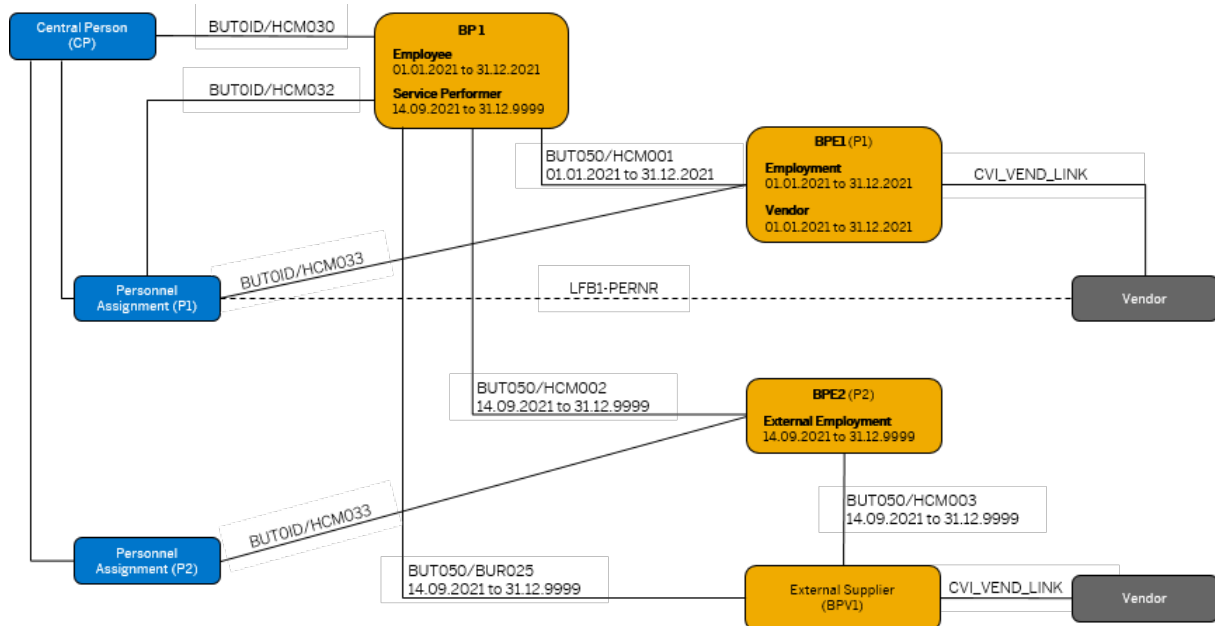 Central Person
(CP)
BUT0ID/HCM030
BP1
Employee
01.01.2021 to 31.12.2021
Service Performer
14.09.2021 to 31.12.9999
BUT0ID/HCM032
BUT050/HCM001
01.01.2021 to 31.12.2021
BPE1 (P1)
Employment
01.01.2021 to 31.12.2021
Vendor
01.01.2021 to 31.12.2021
CVI_VEND_LINK
BUT0ID/HCM033
Personnel
Assignment (P1)
LFB1-PERNR
Vendor
BUT050/HCM002
14.09.2021 to 31.12.9999
BPE2 (P2)
External Employment
14.09.2021 to 31.12.9999
BUT050/HCM003
14.09.2021 to 31.12.9999
BUT0ID/HCM033
Personnel
Assignment (P2)
BUT050/BUR025
14.09.2021 to 31.12.9999
External Supplier
(BPV1)
CVI_VEND_LINK
Vendor